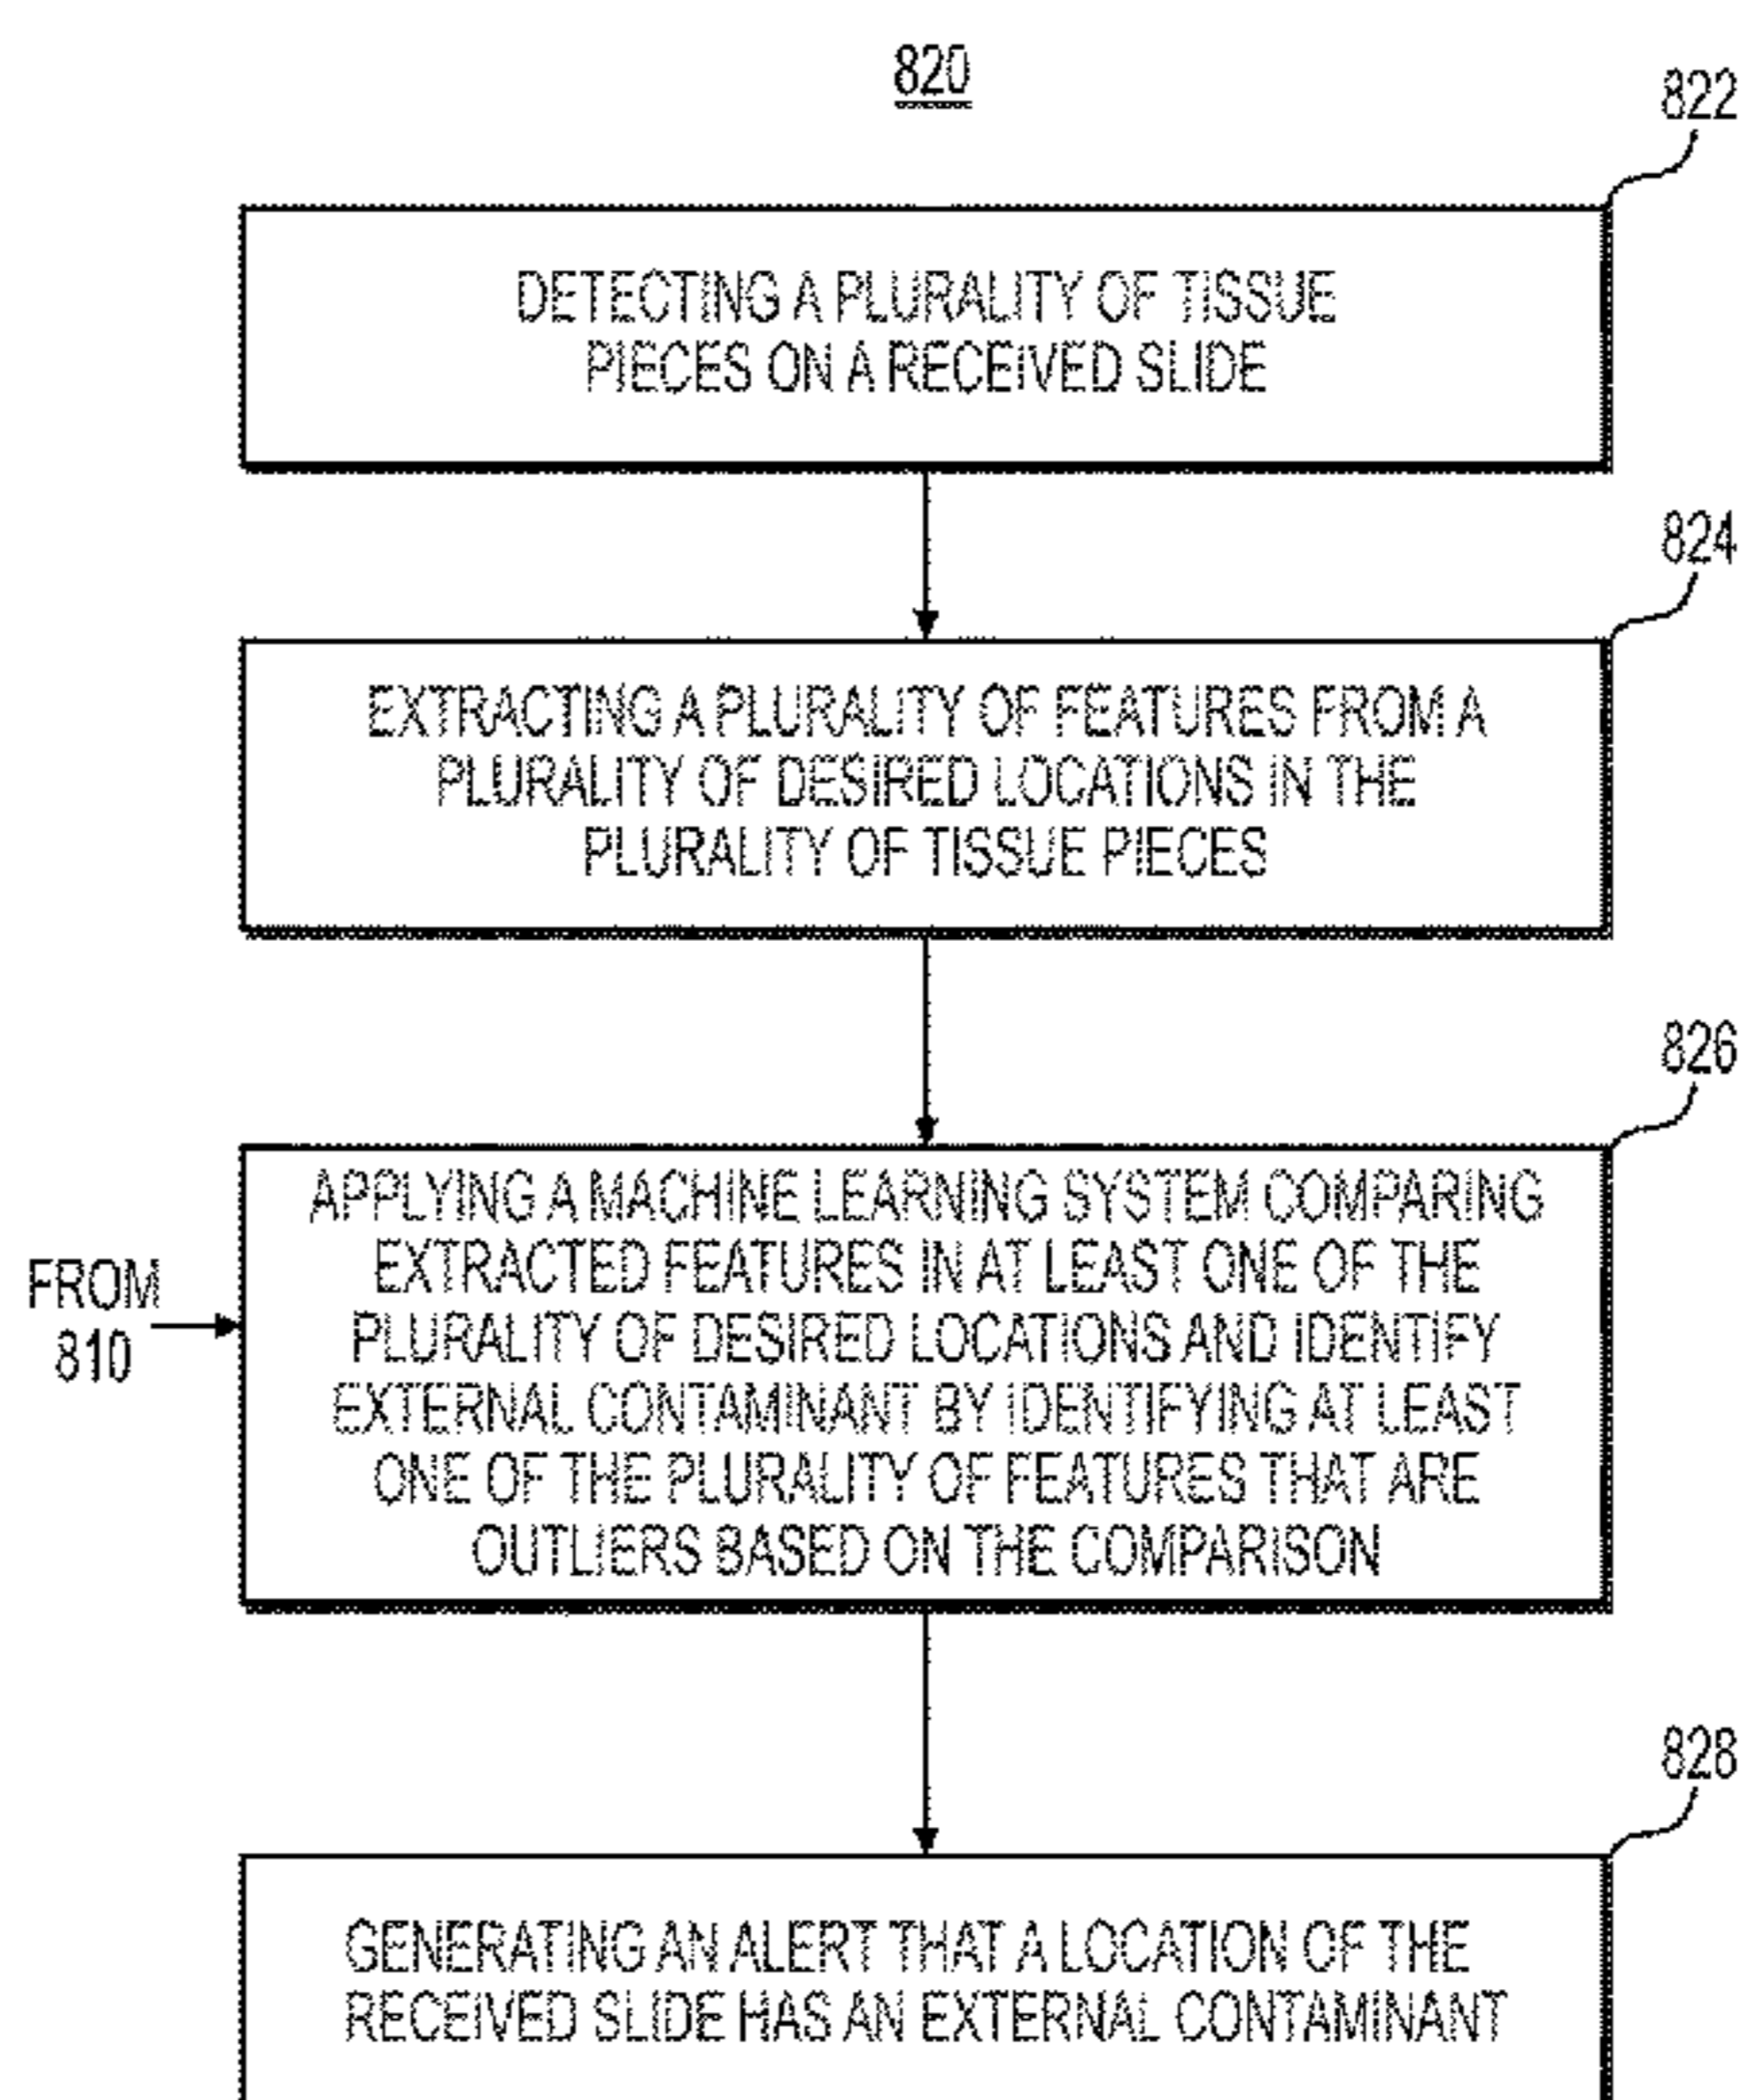 820
822
DETECTING A PLURALITY OF TISSUE
PIECES ON A RECEIVED SLIDE
824
EXTRACTING A PLURALITY OF FEATURES FROM A
PLURALITY OF DESIRED LOCATIONS IN THE
PLURALITY OF TISSUE PIECES
826
APPLYING A MACHINE LEARNING SYSTEM COMPARING
EXTRACTED FEATURES IN AT LEAST ONE OF THE
PLURALITY OF DESIRED LOCATIONS AND IDENTIFY
EXTERNAL CONTAMINANT BY IDENTIFYING AT LEAST
ONE OF THE PLURALITY OF FEATURES THAT ARE
OUTLIERS BASED ON THE COMPARISON
FROM
810
828
GENERATING AN ALERT THAT A LOCATION OF THE
RECEIVED SLIDE HAS AN EXTERNAL CONTAMINANT